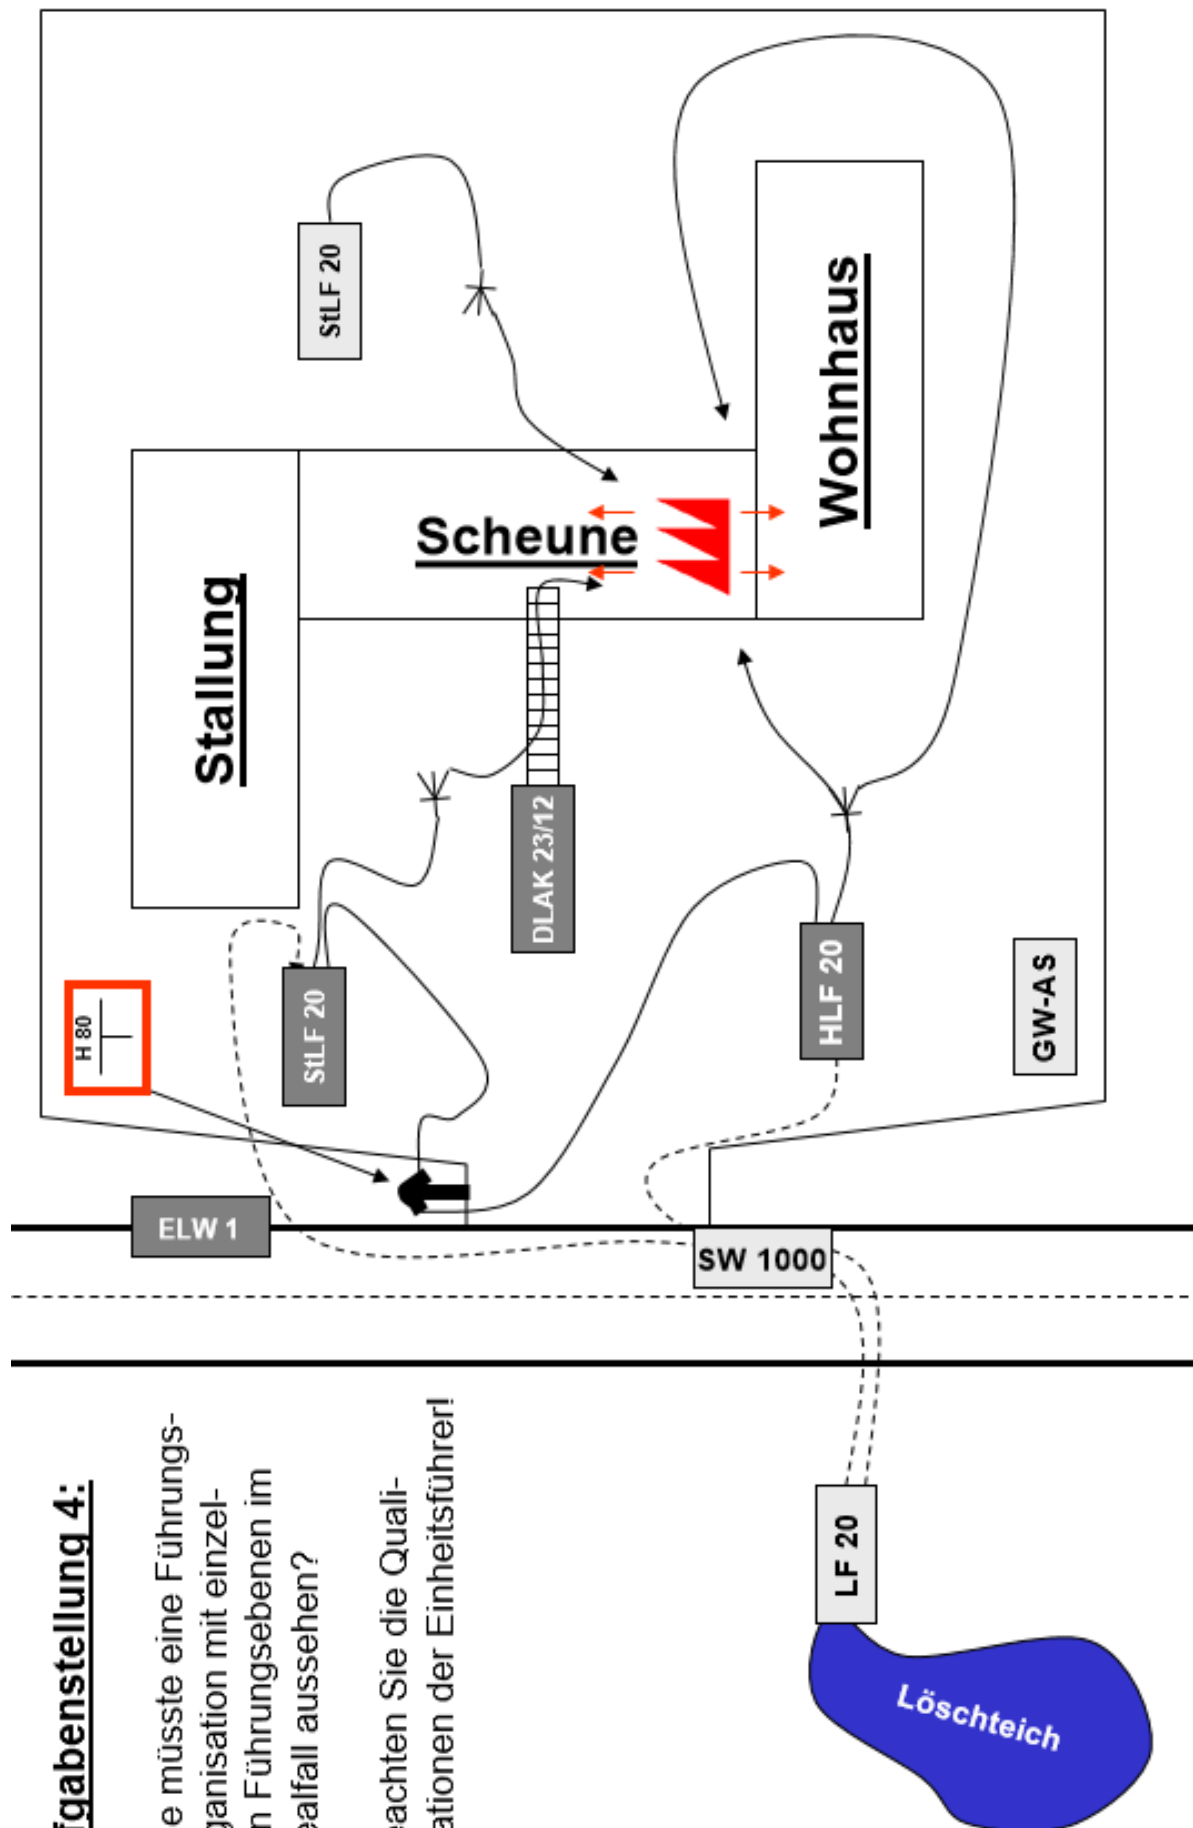 StLF 20
Wohnhaus
Scheune
Stallung
DLAK 23/12
H 80
StLF 20
HLF 20
GW-AS
ELW 1
SW 1000
LF 20
Löschteich
fgabenstellung 4:
e müsste eine Führungs-
ganisation mit einzel-
n Führungsebenen im
ealfall aussehen?
eachten Sie die Quali-
ationen der Einheitsführer!